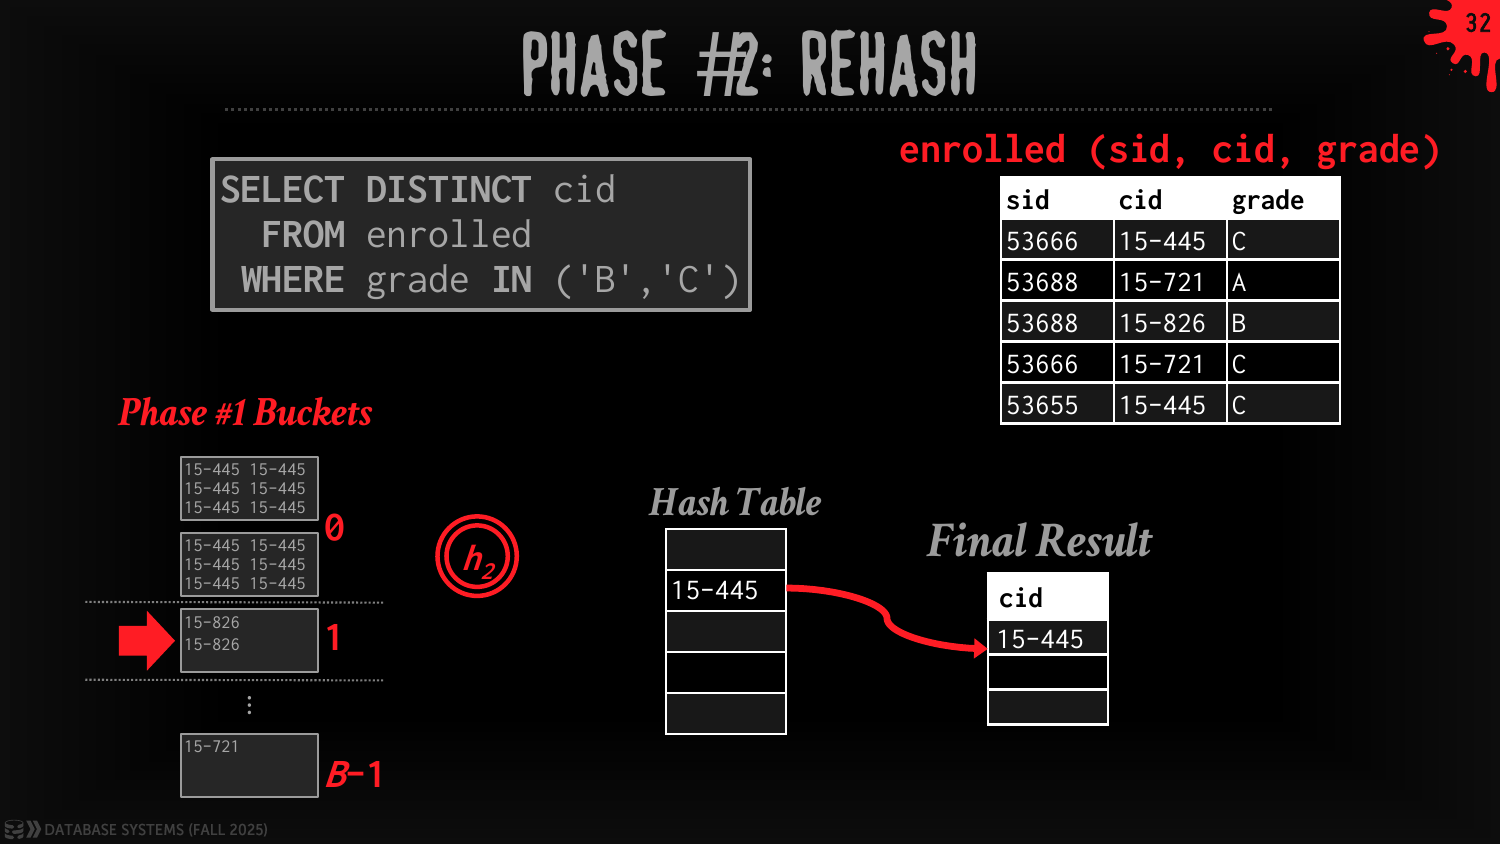 32
PHASE #2: REHASH
SELECT DISTINCT cid
FROM enrolled
WHERE grade IN ('B','C')
enrolled (sid, cid, grade)
sid cid grade
53666 15-445 C
53688 15-721 A
53688 15-826 B
53666 15-721 C
53655 15-445 C
Phase #1 Buckets
15-445 15-445
15-445 15-445
15-445 15-445
0
15-445 15-445
15-445 15-445
15-445 15-445
15-826
15-826
1
⋮
15-721
B-1
h2
Hash Table
15-445
Final Result
cid
15-445
DATABASE SYSTEMS (FALL 2025)